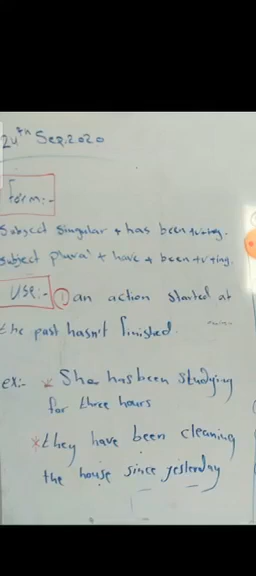 24th Sep.2020
Form:-
Subject Singular + has been+v+ing.
Subject plural + have + been+v+ing.
Use:- ① an action started at
the past hasn't finished.
ex:- * She has been studying
for three hours
* they have been cleaning
the house since yesterday